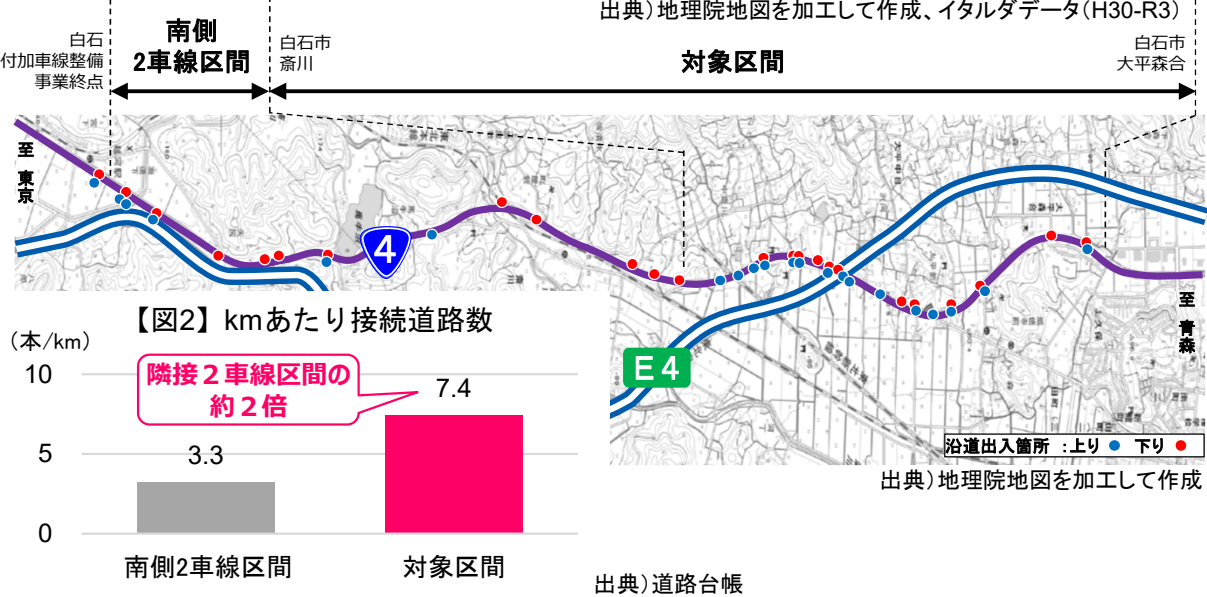 出典）地理院地図を加工して作成、イタルダデータ（H30-R3）
白石
付加車線整備
事業終点
南側
2車線区間
白石市
斎川
対象区間
白石市
大平森合
至 東京
4
E4
至 青森
【図2】kmあたり接続道路数
（本/km）
隣接２車線区間の
約２倍
10
7.4
5
3.3
0
南側2車線区間
対象区間
沿道出入箇所 ：上り ● 下り ●
出典）地理院地図を加工して作成
出典）道路台帳